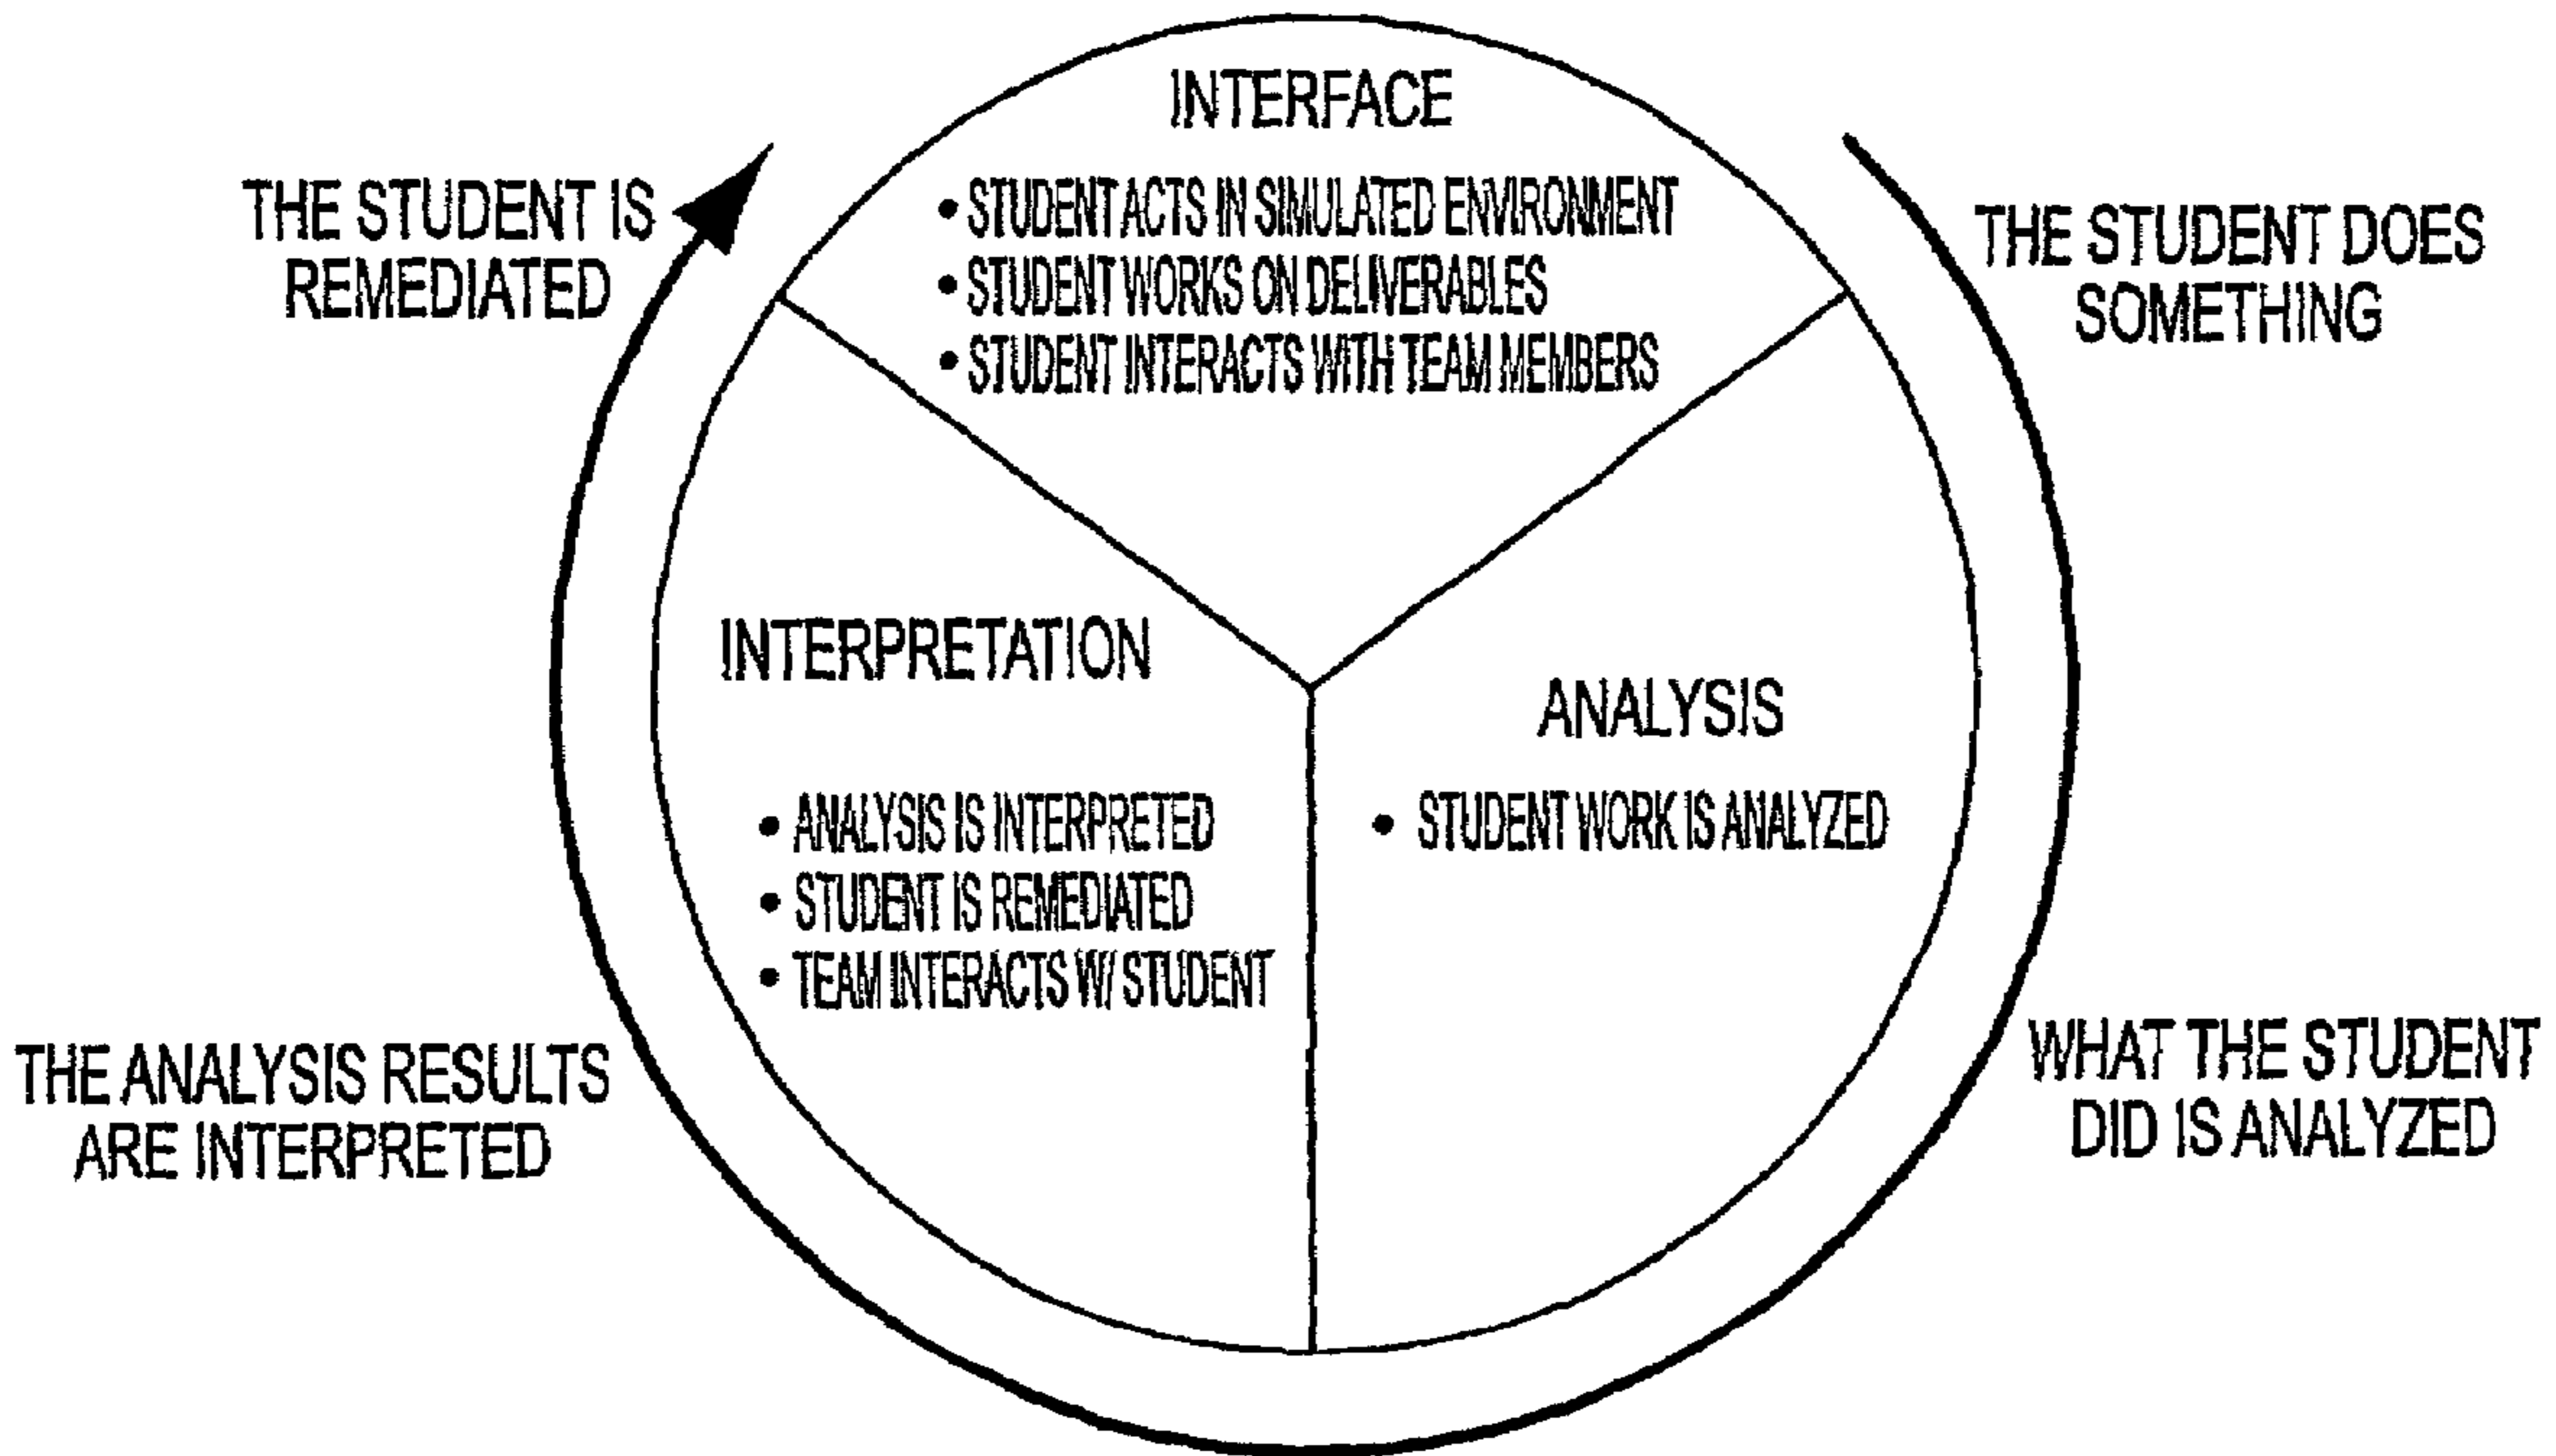 INTERFACE
• STUDENT ACTS IN SIMULATED ENVIRONMENT
• STUDENT WORKS ON DELIVERABLES
• STUDENT INTERACTS WITH TEAM MEMBERS
THE STUDENT IS
REMEDIATED
THE STUDENT DOES
SOMETHING
INTERPRETATION
• ANALYSIS IS INTERPRETED
• STUDENT IS REMEDIATED
• TEAM INTERACTS W/ STUDENT
ANALYSIS
• STUDENT WORK IS ANALYZED
THE ANALYSIS RESULTS
ARE INTERPRETED
WHAT THE STUDENT
DID IS ANALYZED